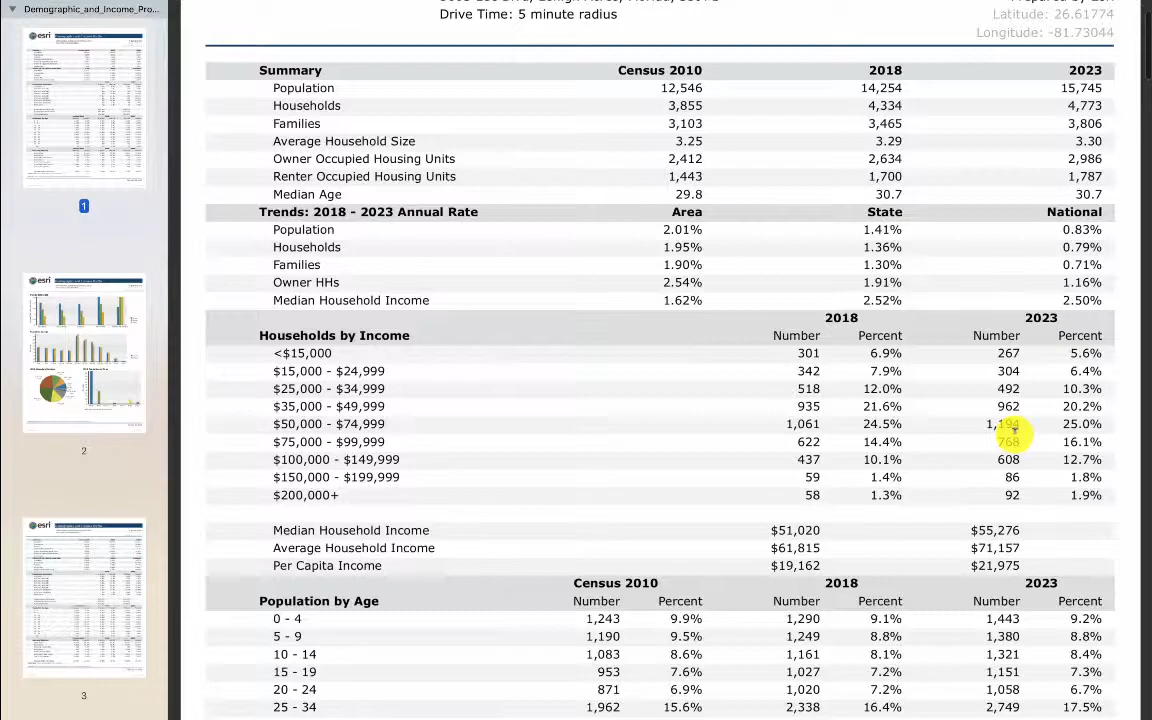 Demographic_and_Income_Pro...
Drive Time: 5 minute radius
Prepared by Esri
Latitude: 26.61774
Longitude: -81.73044
Summary Census 2010 2018 2023
Population 12,546 14,254 15,745
Households 3,855 4,334 4,773
Families 3,103 3,465 3,806
Average Household Size 3.25 3.29 3.30
Owner Occupied Housing Units 2,412 2,634 2,986
Renter Occupied Housing Units 1,443 1,700 1,787
Median Age 29.8 30.7 30.7
Trends: 2018 - 2023 Annual Rate Area State National
Population 2.01% 1.41% 0.83%
Households 1.95% 1.36% 0.79%
Families 1.90% 1.30% 0.71%
Owner HHs 2.54% 1.91% 1.16%
Median Household Income 1.62% 2.52% 2.50%
2018 2023
Households by Income Number Percent Number Percent
<$15,000 301 6.9% 267 5.6%
$15,000 - $24,999 342 7.9% 304 6.4%
$25,000 - $34,999 518 12.0% 492 10.3%
$35,000 - $49,999 935 21.6% 962 20.2%
$50,000 - $74,999 1,061 24.5% 1,194 25.0%
$75,000 - $99,999 622 14.4% 768 16.1%
$100,000 - $149,999 437 10.1% 608 12.7%
$150,000 - $199,999 59 1.4% 86 1.8%
$200,000+ 58 1.3% 92 1.9%
Median Household Income $51,020 $55,276
Average Household Income $61,815 $71,157
Per Capita Income $19,162 $21,975
Census 2010 2018 2023
Population by Age Number Percent Number Percent Number Percent
0 - 4 1,243 9.9% 1,290 9.1% 1,443 9.2%
5 - 9 1,190 9.5% 1,249 8.8% 1,380 8.8%
10 - 14 1,083 8.6% 1,161 8.1% 1,321 8.4%
15 - 19 953 7.6% 1,027 7.2% 1,151 7.3%
20 - 24 871 6.9% 1,020 7.2% 1,058 6.7%
25 - 34 1,962 15.6% 2,338 16.4% 2,749 17.5%
esri
1
esri
2
esri
3